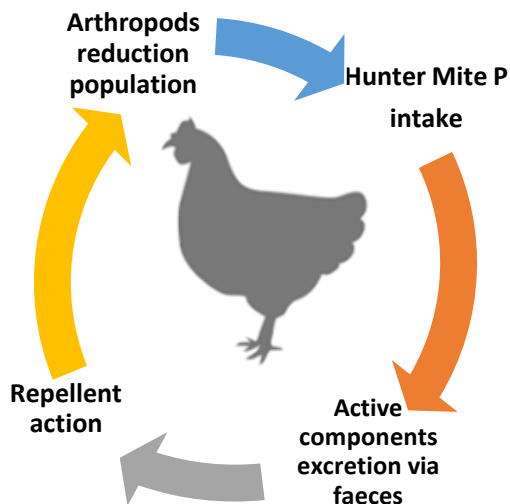 Arthropods
reduction
population
Hunter Mite P
intake
Active
components
excretion via
faeces
Repellent
action